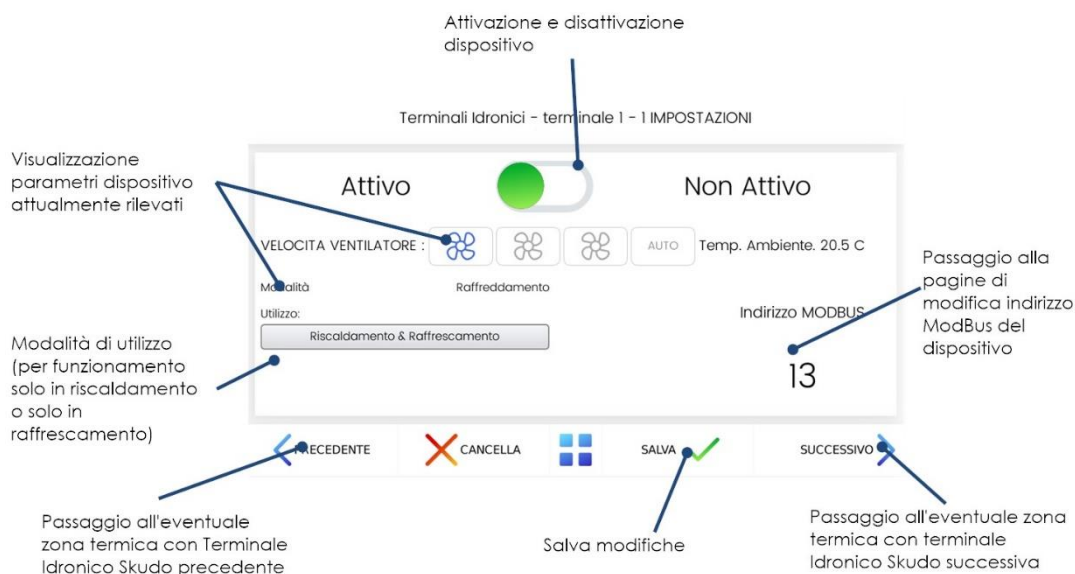 Attivazione e disattivazione
dispositivo
Terminali Idronici - terminale 1 - 1 IMPOSTAZIONI
Visualizzazione
parametri dispositivo
attualmente rilevati
Attivo
Non Attivo
VELOCITA VENTILATORE :
AUTO
Temp. Ambiente. 20.5 C
Modalità
Raffreddamento
Utilizzo:
Riscaldamento & Raffrescamento
Indirizzo MODBUS
13
Passaggio alla
pagine di
modifica indirizzo
ModBus del
dispositivo
Modalità di utilizzo
(per funzionamento
solo in riscaldamento
o solo in
raffrescamento)
PRECEDENTE
CANCELLA
SALVA
SUCCESSIVO
Passaggio all'eventuale
zona termica con Terminale
Idronico Skudo precedente
Salva modifiche
Passaggio all'eventuale zona
termica con terminale
Idronico Skudo successiva